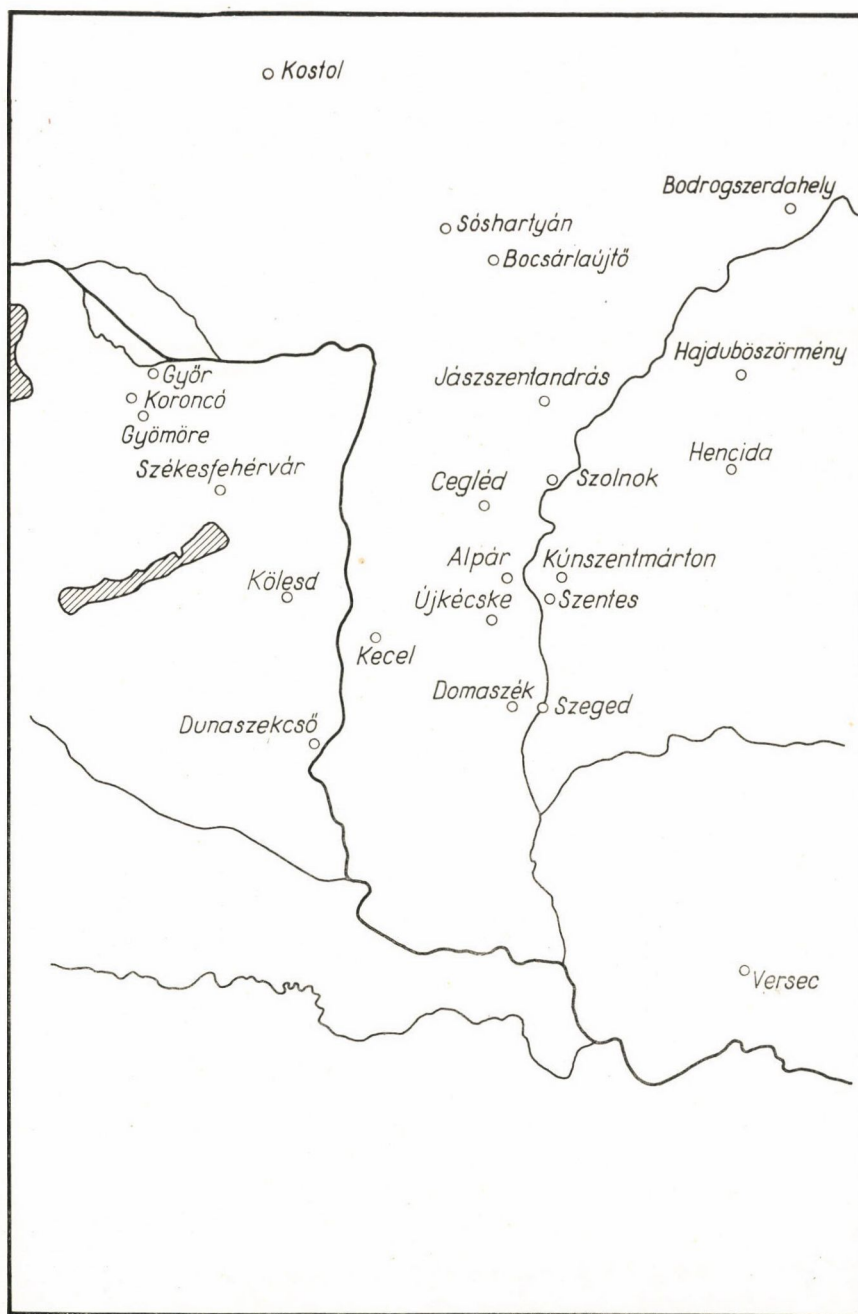 Kostol
Bodrogszerdahely
Sóshartyán
Bocsárlaújtő
Hajduböszörmény
Győr
Jászszentandrás
Koroncó
Gyömöre
Hencida
Székesfehérvár
Szolnok
Cegléd
Alpár
Kúnszentmárton
Kölesd
Újkécske
Szentes
Kecel
Domaszék
Szeged
Dunaszekcső
Versec